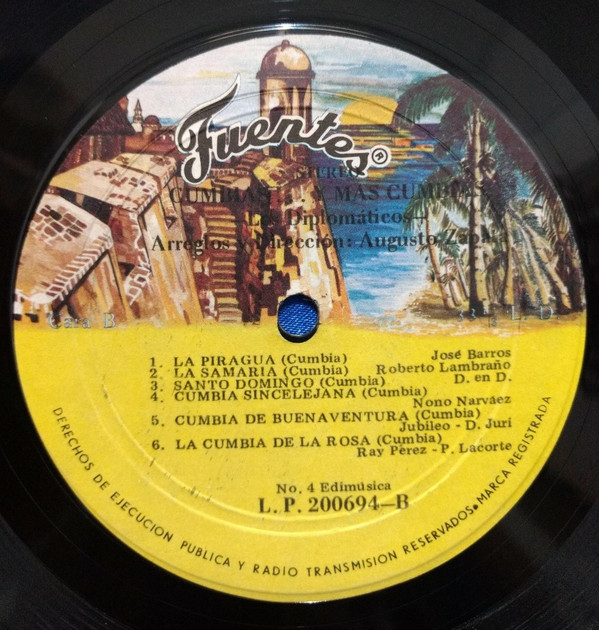 Fuentes®
STEREO
CUMBIAS Y MAS CUMBIAS
Los Diplomáticos
Arreglos y Dirección: Augusto
Cara B
1. LA PIRAGUA (Cumbia) José Barros
2. LA SAMARIA (Cumbia) Roberto Lambraño
3. SANTO DOMINGO (Cumbia) D. en D.
4. CUMBIA SINCELEJANA (Cumbia)
Nono Narváez
5. CUMBIA DE BUENAVENTURA (Cumbia)
Jubileo - D. Juri
6. LA CUMBIA DE LA ROSA (Cumbia)
Ray Pérez - P. Lacorte
No. 4 Edimúsica
L. P. 200694-B
DERECHOS DE EJECUCION PUBLICA Y RADIO TRANSMISION RESERVADOS. MARCA REGISTRADA